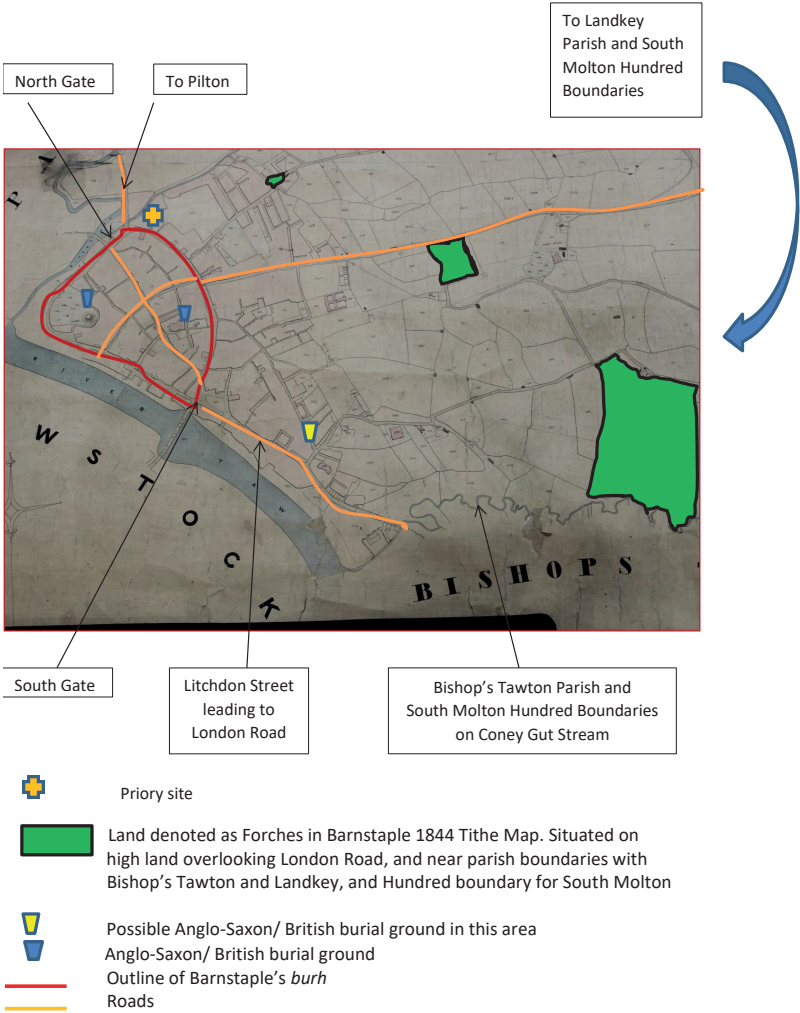 To Landkey
Parish and South
Molton Hundred
Boundaries
North Gate
To Pilton
P A
RIVER
TAW
W S T O C K
BISHOPS
South Gate
Litchdon Street
leading to
London Road
Bishop's Tawton Parish and
South Molton Hundred Boundaries
on Coney Gut Stream
Priory site
Land denoted as Forches in Barnstaple 1844 Tithe Map. Situated on
high land overlooking London Road, and near parish boundaries with
Bishop's Tawton and Landkey, and Hundred boundary for South Molton
Possible Anglo-Saxon/ British burial ground in this area
Anglo-Saxon/ British burial ground
Outline of Barnstaple's burh
Roads